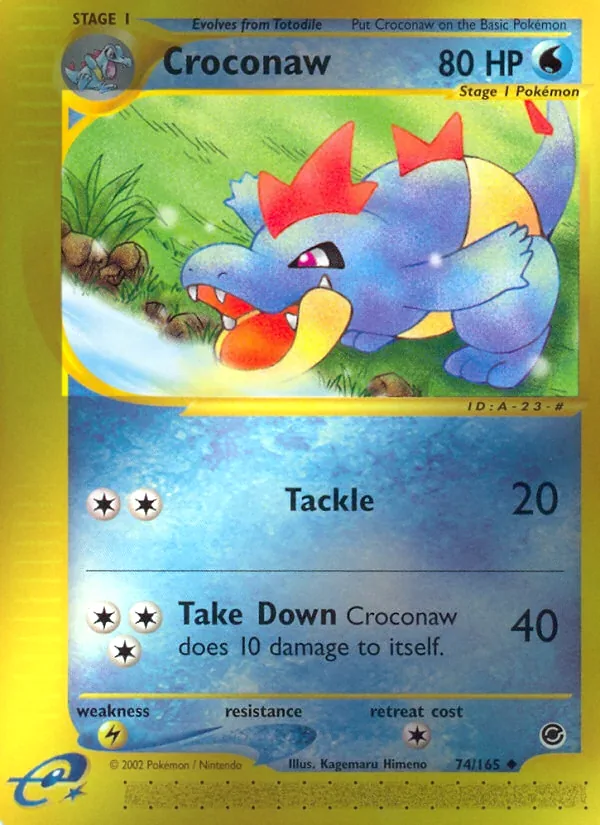 STAGE 1
Evolves from Totodile
Put Croconaw on the Basic Pokémon
Croconaw
80 HP
Stage 1 Pokémon
ID:A-23-#
Tackle
20
Take Down Croconaw
does 10 damage to itself.
40
weakness
resistance
retreat cost
© 2002 Pokémon / Nintendo
Illus. Kagemaru Himeno
74/165
e